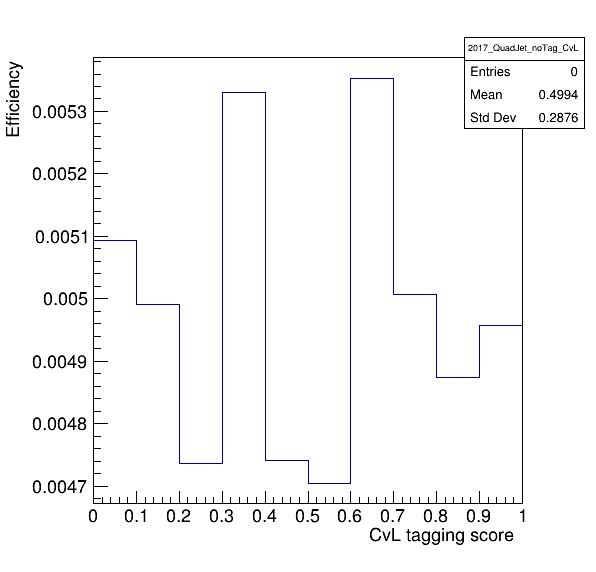 2017_QuadJet_noTag_CvL
Entries 0
Mean 0.4994
Std Dev 0.2876
Efficiency
0.0053
0.0052
0.0051
0.005
0.0049
0.0048
0.0047
0 0.1 0.2 0.3 0.4 0.5 0.6 0.7 0.8 0.9 1
CvL tagging score